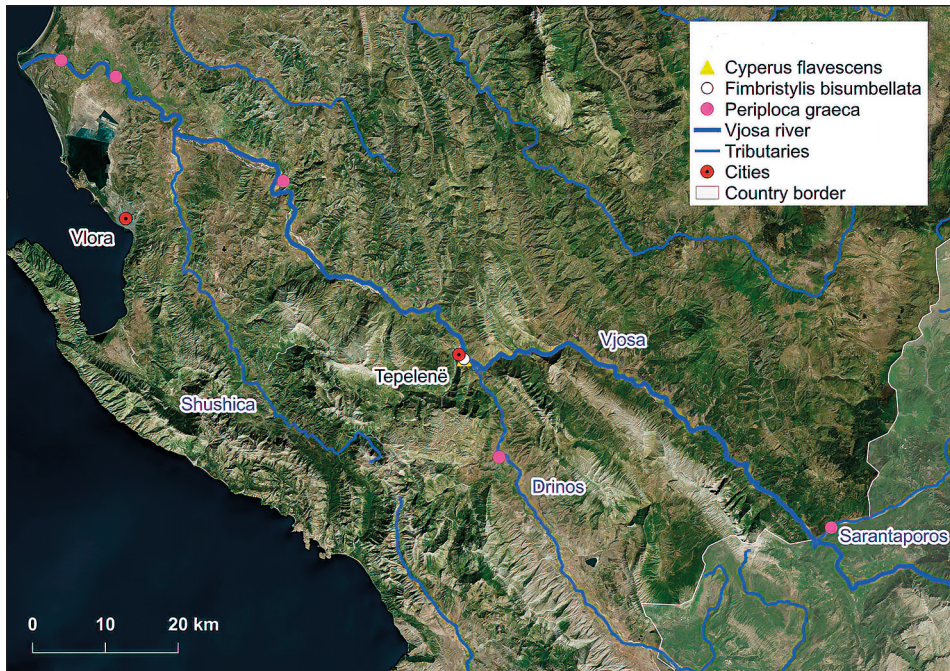 Cyperus flavescens
Fimbristylis bisumbellata
Periploca graeca
Vjosa river
Tributaries
Cities
Country border
Vlora
Vjosa
Tepelenë
Shushica
Drinos
Sarantaporos
0 10 20 km